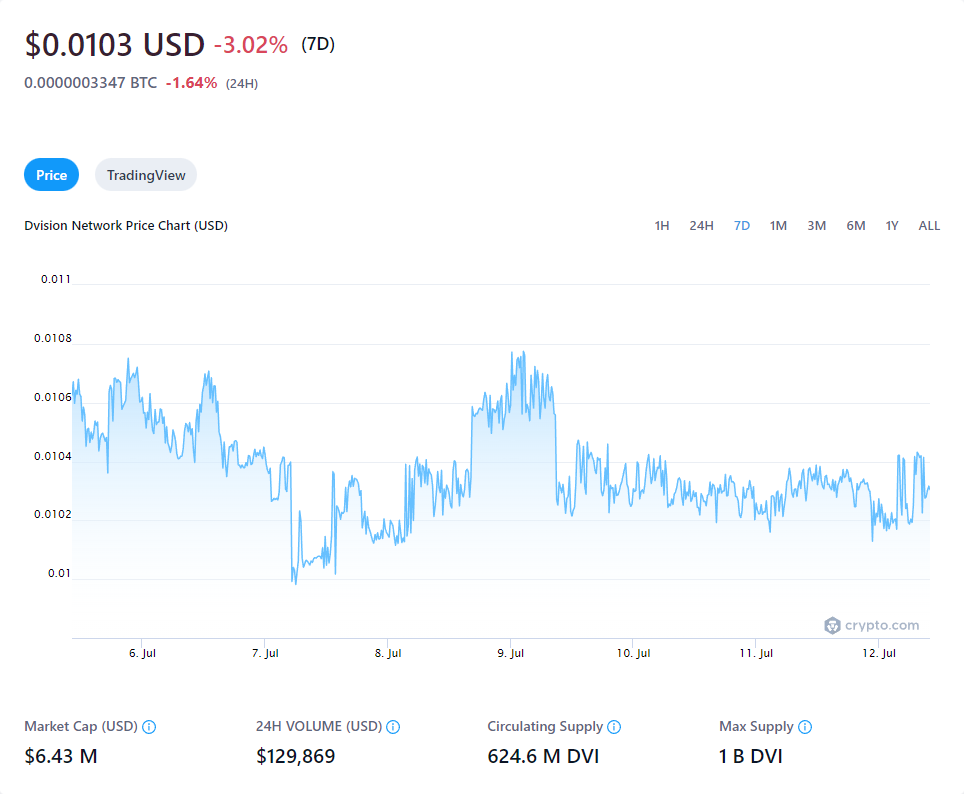 $0.0103 USD -3.02% (7D)
0.0000003347 BTC -1.64% (24H)
Price TradingView
Dvision Network Price Chart (USD) 1H 24H 7D 1M 3M 6M 1Y ALL
0.011
0.0108
0.0106
0.0104
0.0102
0.01
crypto.com
6. Jul 7. Jul 8. Jul 9. Jul 10. Jul 11. Jul 12. Jul
Market Cap (USD) 24H VOLUME (USD) Circulating Supply Max Supply
$6.43 M $129,869 624.6 M DVI 1 B DVI